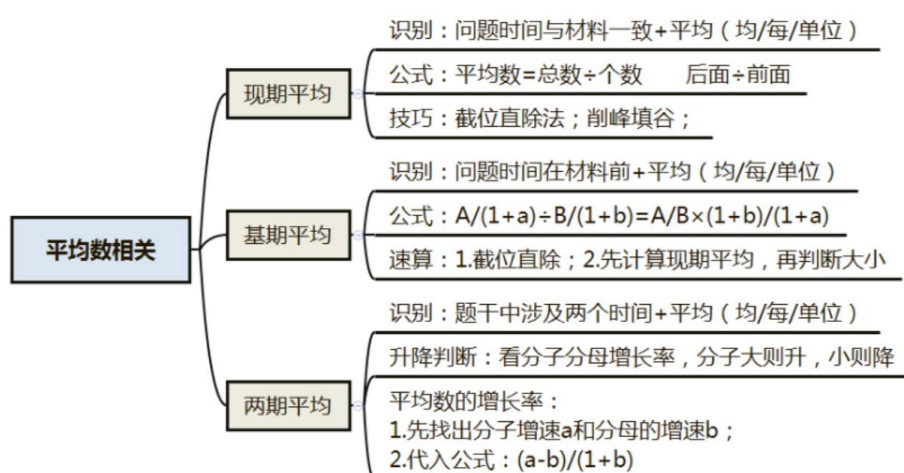 平均数相关
现期平均
识别：问题时间与材料一致+平均（均/每/单位）
公式：平均数=总数÷个数 后面÷前面
技巧：截位直除法；削峰填谷；
基期平均
识别：问题时间在材料前+平均（均/每/单位）
公式：A/(1+a)÷B/(1+b)=A/B×(1+b)/(1+a)
速算：1.截位直除；2.先计算现期平均，再判断大小
两期平均
识别：题干中涉及两个时间+平均（均/每/单位）
升降判断：看分子分母增长率，分子大则升，小则降
平均数的增长率：
1.先找出分子增速a和分母的增速b；
2.代入公式：(a-b)/(1+b)